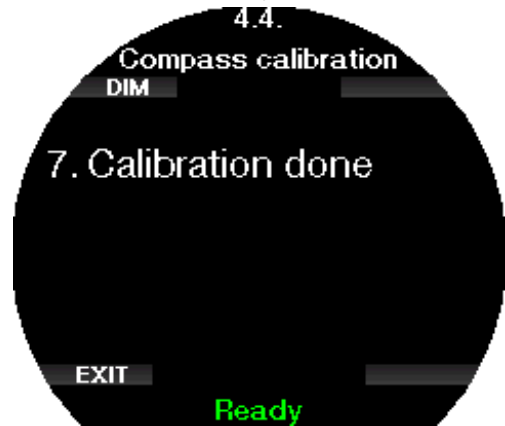 4.4.
Compass calibration
DIM
7. Calibration done
EXIT
Ready